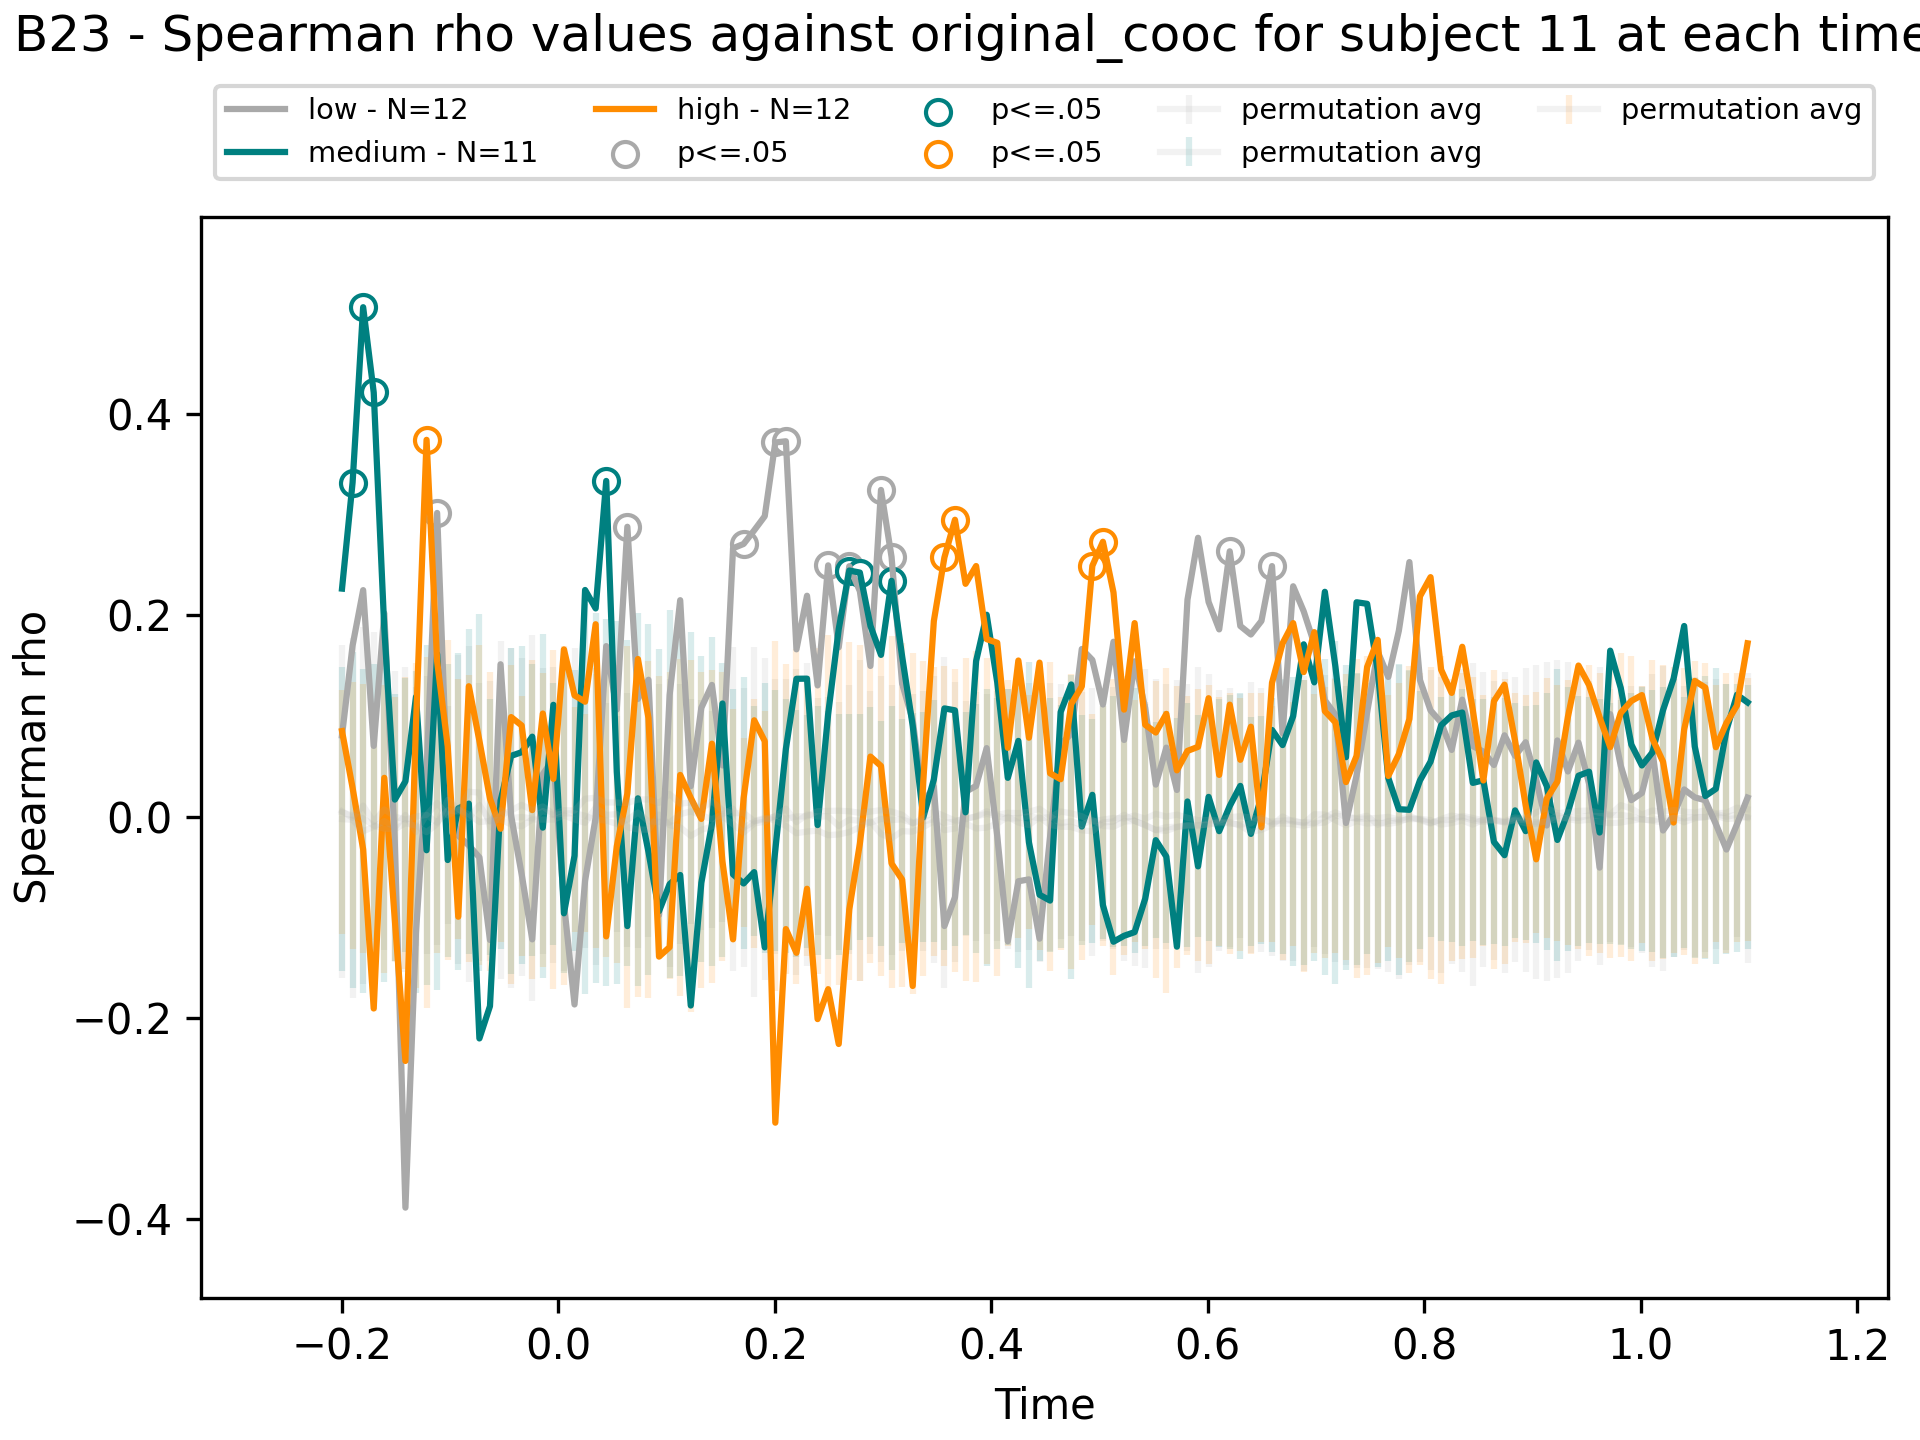 B23 - Spearman rho values against original_cooc for subject 11 at each time
low - N=12
medium - N=11
high - N=12
p<=.05
p<=.05
p<=.05
permutation avg
permutation avg
permutation avg
Spearman rho
0.4
0.2
0.0
−0.2
−0.4
−0.2 0.0 0.2 0.4 0.6 0.8 1.0 1.2
Time